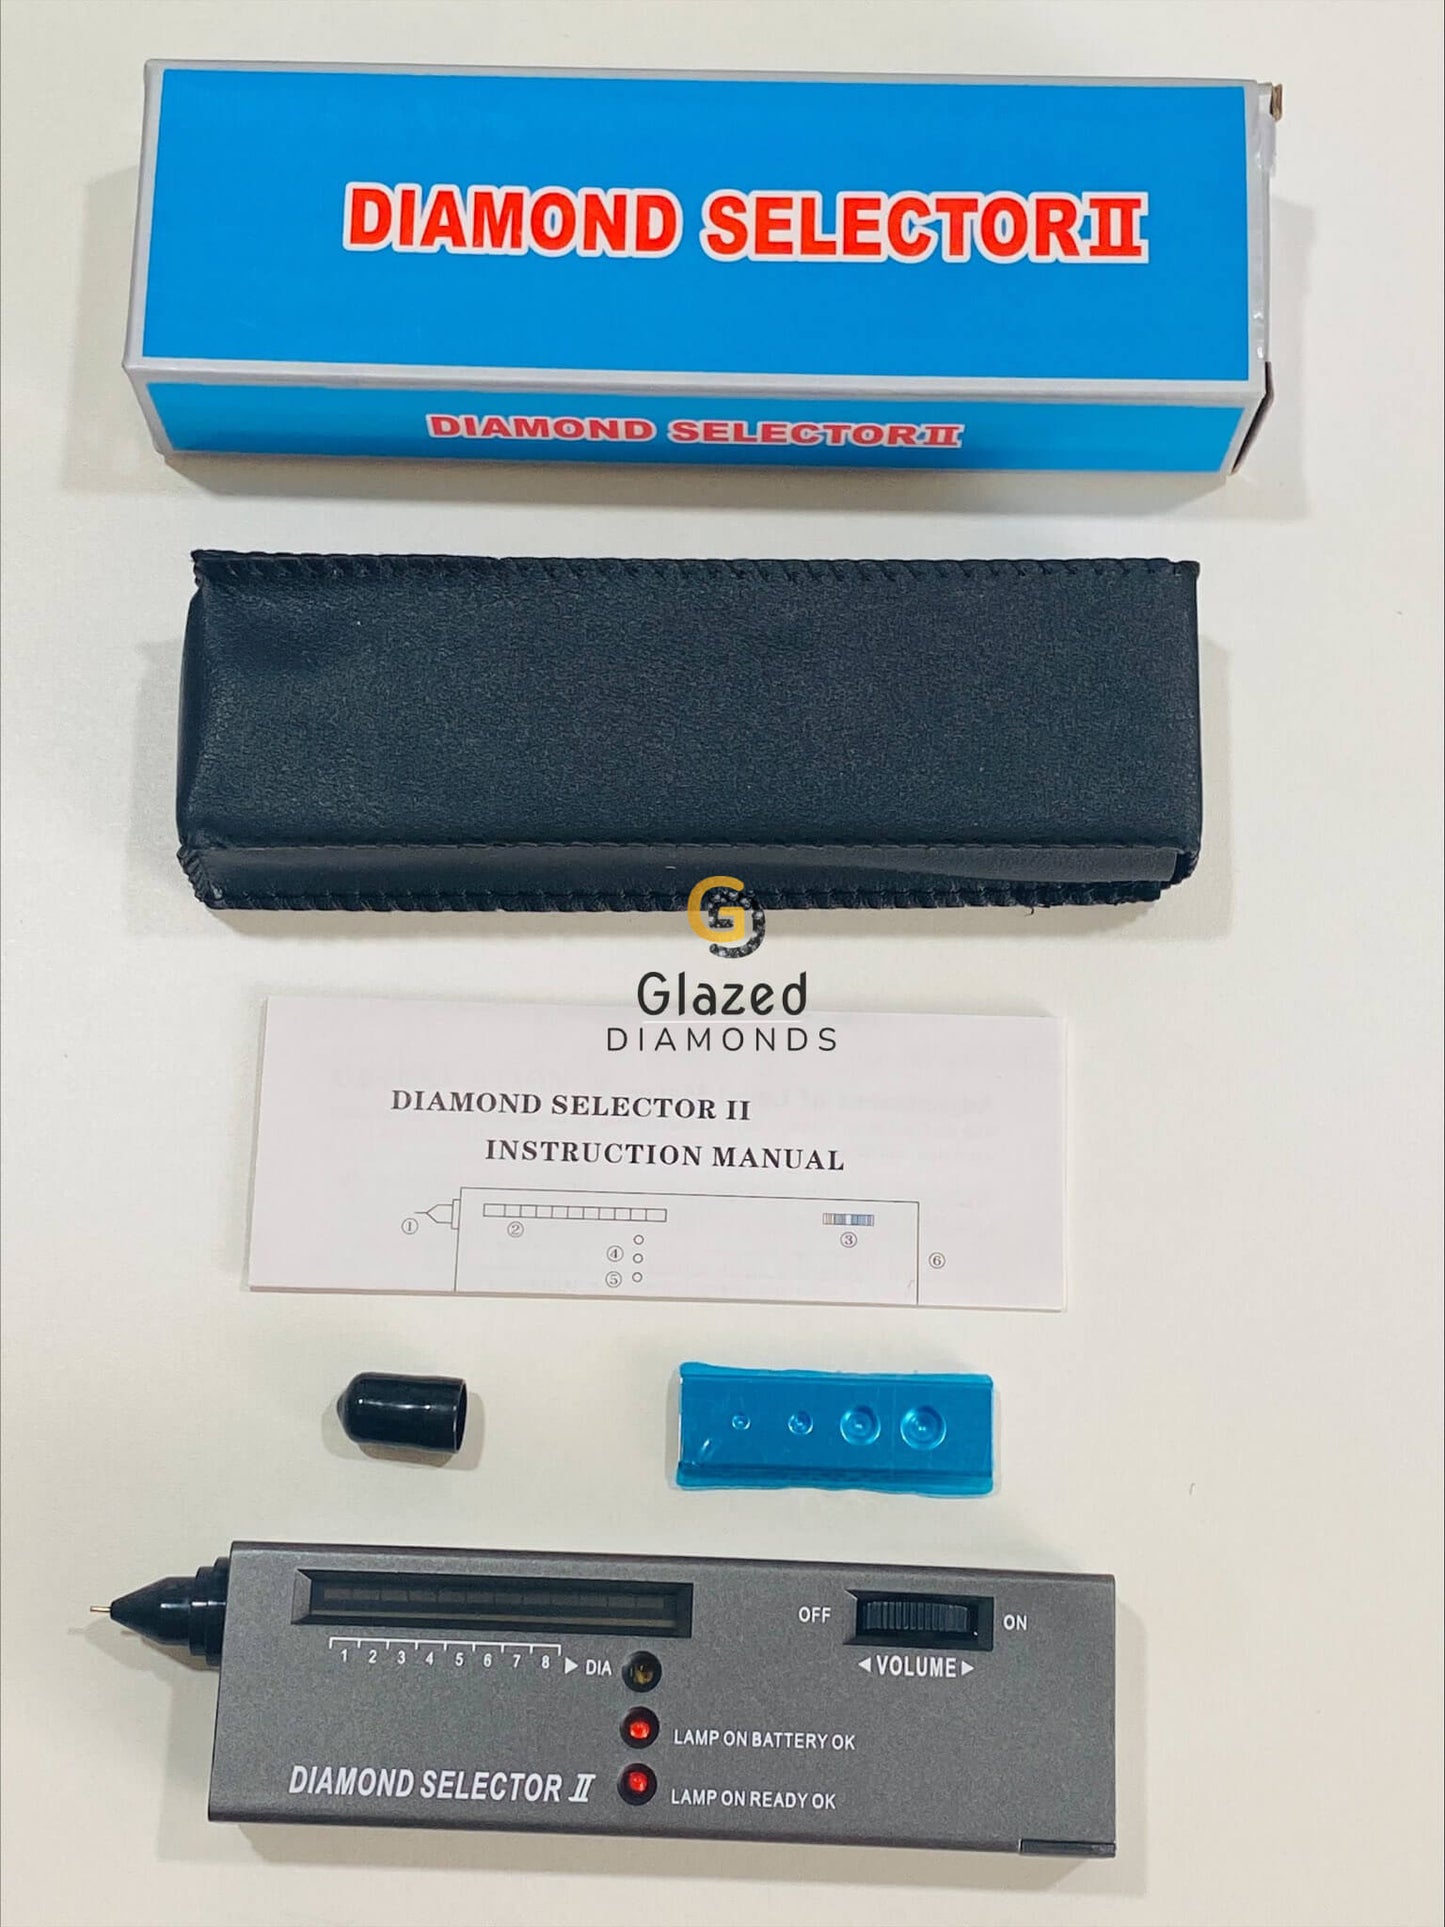 DIAMOND SELECTOR II
DIAMOND SELECTOR II
Glazed
DIAMONDS
DIAMOND SELECTOR II
INSTRUCTION MANUAL
① ② ③
④
⑤ ⑥
OFF ON
◀VOLUME▶
1 2 3 4 5 6 7 8 ▶ DIA
LAMP ON BATTERY OK
DIAMOND SELECTOR II
LAMP ON READY OK